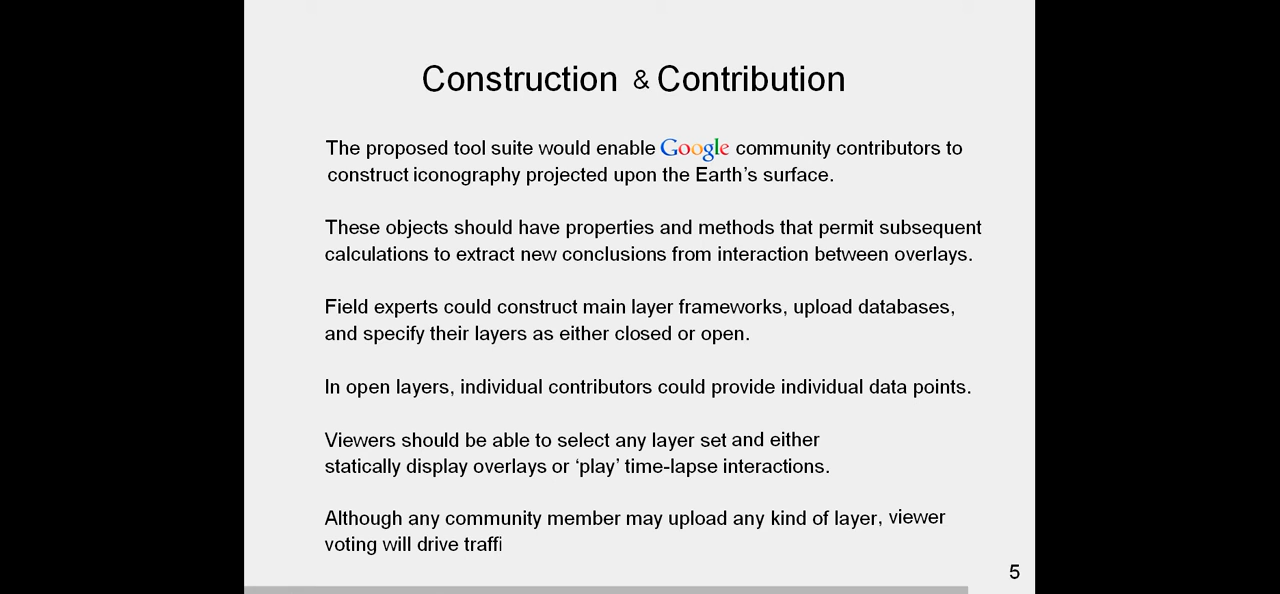 Construction & Contribution
The proposed tool suite would enable Google community contributors to
construct iconography projected upon the Earth’s surface.
These objects should have properties and methods that permit subsequent
calculations to extract new conclusions from interaction between overlays.
Field experts could construct main layer frameworks, upload databases,
and specify their layers as either closed or open.
In open layers, individual contributors could provide individual data points.
Viewers should be able to select any layer set and either
statically display overlays or ‘play’ time-lapse interactions.
Although any community member may upload any kind of layer, viewer
voting will drive traffi
5